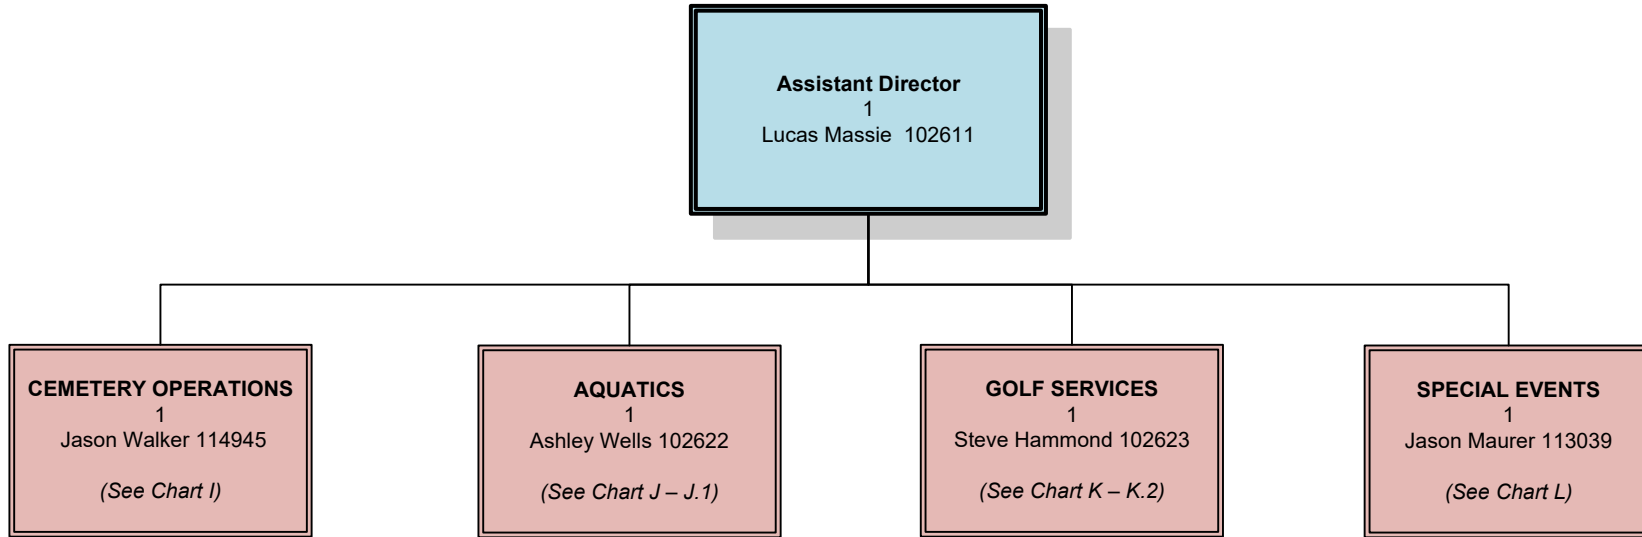 Assistant Director
1
Lucas Massie  102611
CEMETERY OPERATIONS
1
Jason Walker 114945
(See Chart I)
AQUATICS
1
Ashley Wells 102622
(See Chart J – J.1)
GOLF SERVICES
1
Steve Hammond 102623
(See Chart K – K.2)
SPECIAL EVENTS
1
Jason Maurer 113039
(See Chart L)